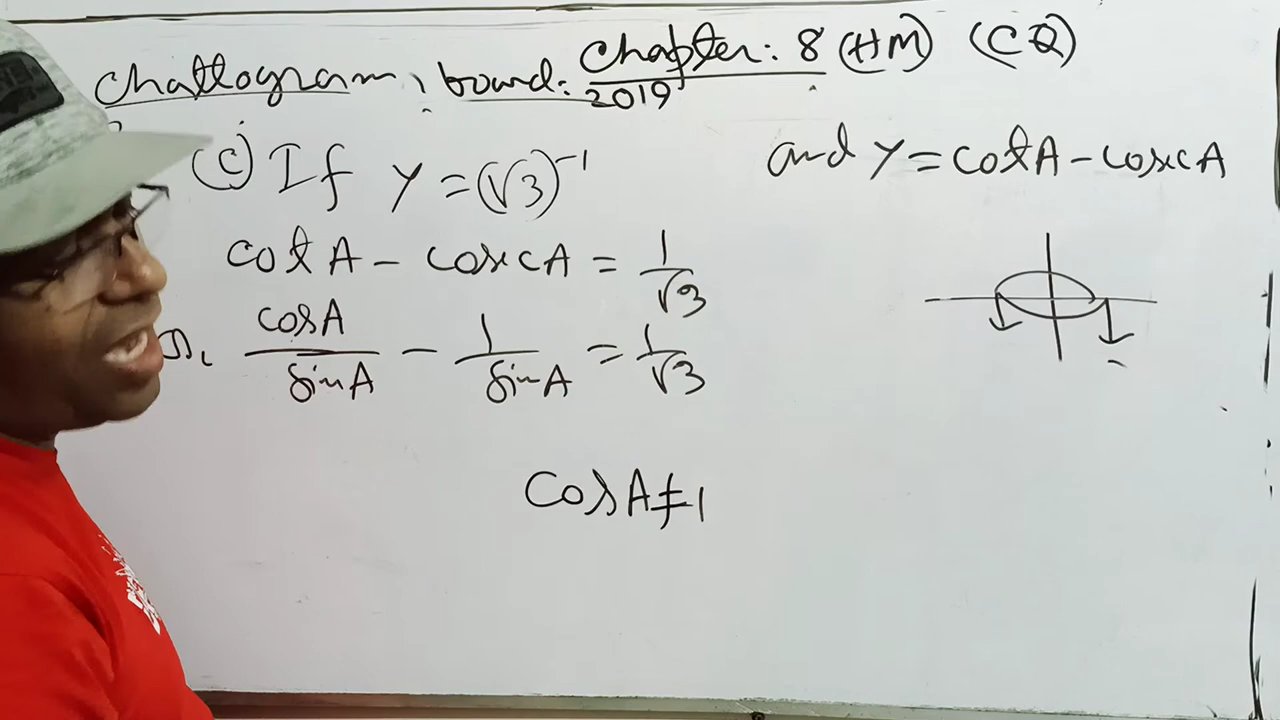 Chapter: 8 (HM) (CQ)
Chattogram, board: 2019
(c) If y = (√3)⁻¹ and y = cotA - cosecA
cotA - cosecA = 1/√3
cosA/sinA - 1/sinA = 1/√3
cosA ≠ 1